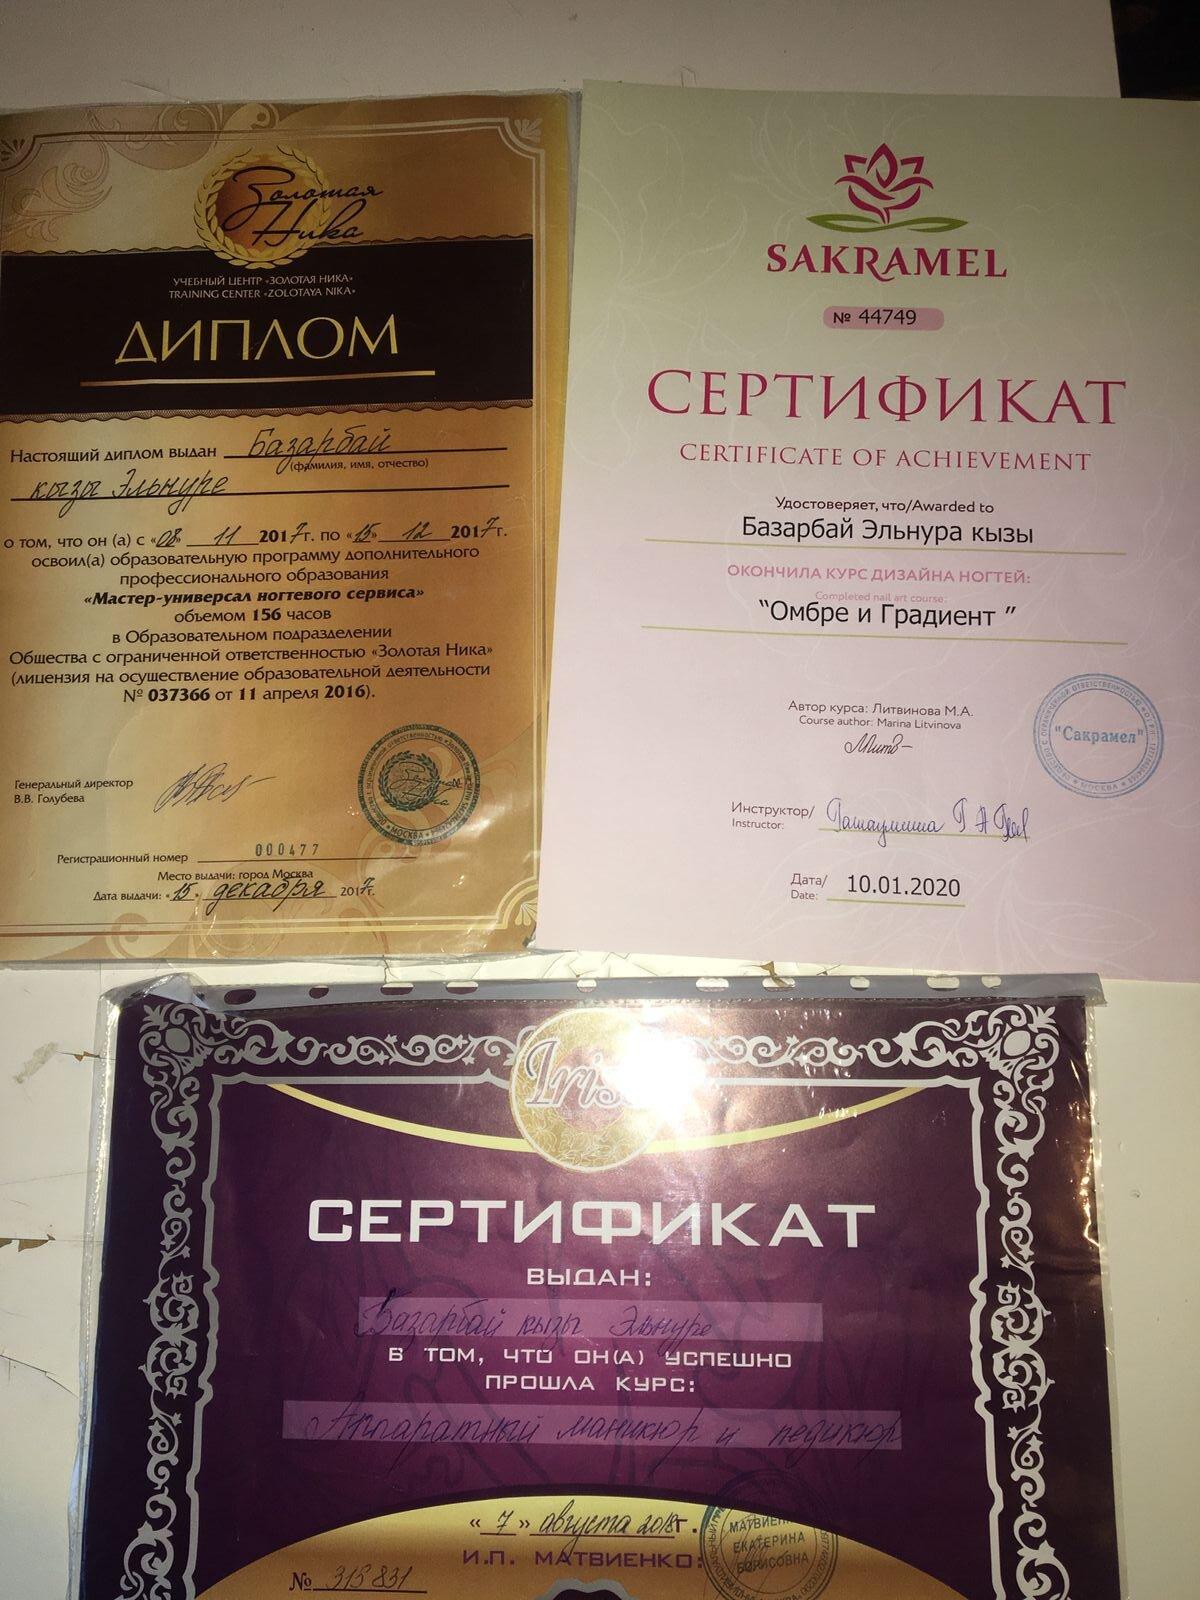 Золотая
Ника
УЧЕБНЫЙ ЦЕНТР «ЗОЛОТАЯ НИКА»
TRAINING CENTER «ZOLOTAYA NIKA»
ДИПЛОМ
Настоящий диплом выдан Базарбай
(фамилия, имя, отчество)
кызы Эльнуре
о том, что он (а) с «08» 11 2017г. по «15» 12 2017г.
освоил(а) образовательную программу дополнительного
профессионального образования
«Мастер-универсал ногтевого сервиса»
объемом 156 часов
в Образовательном подразделении
Общества с ограниченной ответственностью «Золотая Ника»
(лицензия на осуществление образовательной деятельности
№ 037366 от 11 апреля 2016).
Генеральный директор
В.В. Голубева
МОСКВА
Регистрационный номер 000477
Место выдачи: город Москва
Дата выдачи: «15» декабря 2017г.
SAKRAMEL
№ 44749
СЕРТИФИКАТ
CERTIFICATE OF ACHIEVEMENT
Удостоверяет, что/Awarded to
Базарбай Эльнура кызы
ОКОНЧИЛА КУРС ДИЗАЙНА НОГТЕЙ:
Completed nail art course:
“Омбре и Градиент ”
Автор курса: Литвинова М.А.
Course author: Marina Litvinova
"Сакрамел"
МОСКВА
Инструктор/
Instructor:
Дата/
Date: 10.01.2020
Iris
СЕРТИФИКАТ
ВЫДАН:
Базарбай кызы Эльнуре
В ТОМ, ЧТО ОН(А) УСПЕШНО
ПРОШЛА КУРС:
Аппаратный маникюр и педикюр
«7» августа 2018г.
И.П. МАТВИЕНКО:
№ 315831
МАТВИЕНКО
ЕКАТЕРИНА
БОРИСОВНА